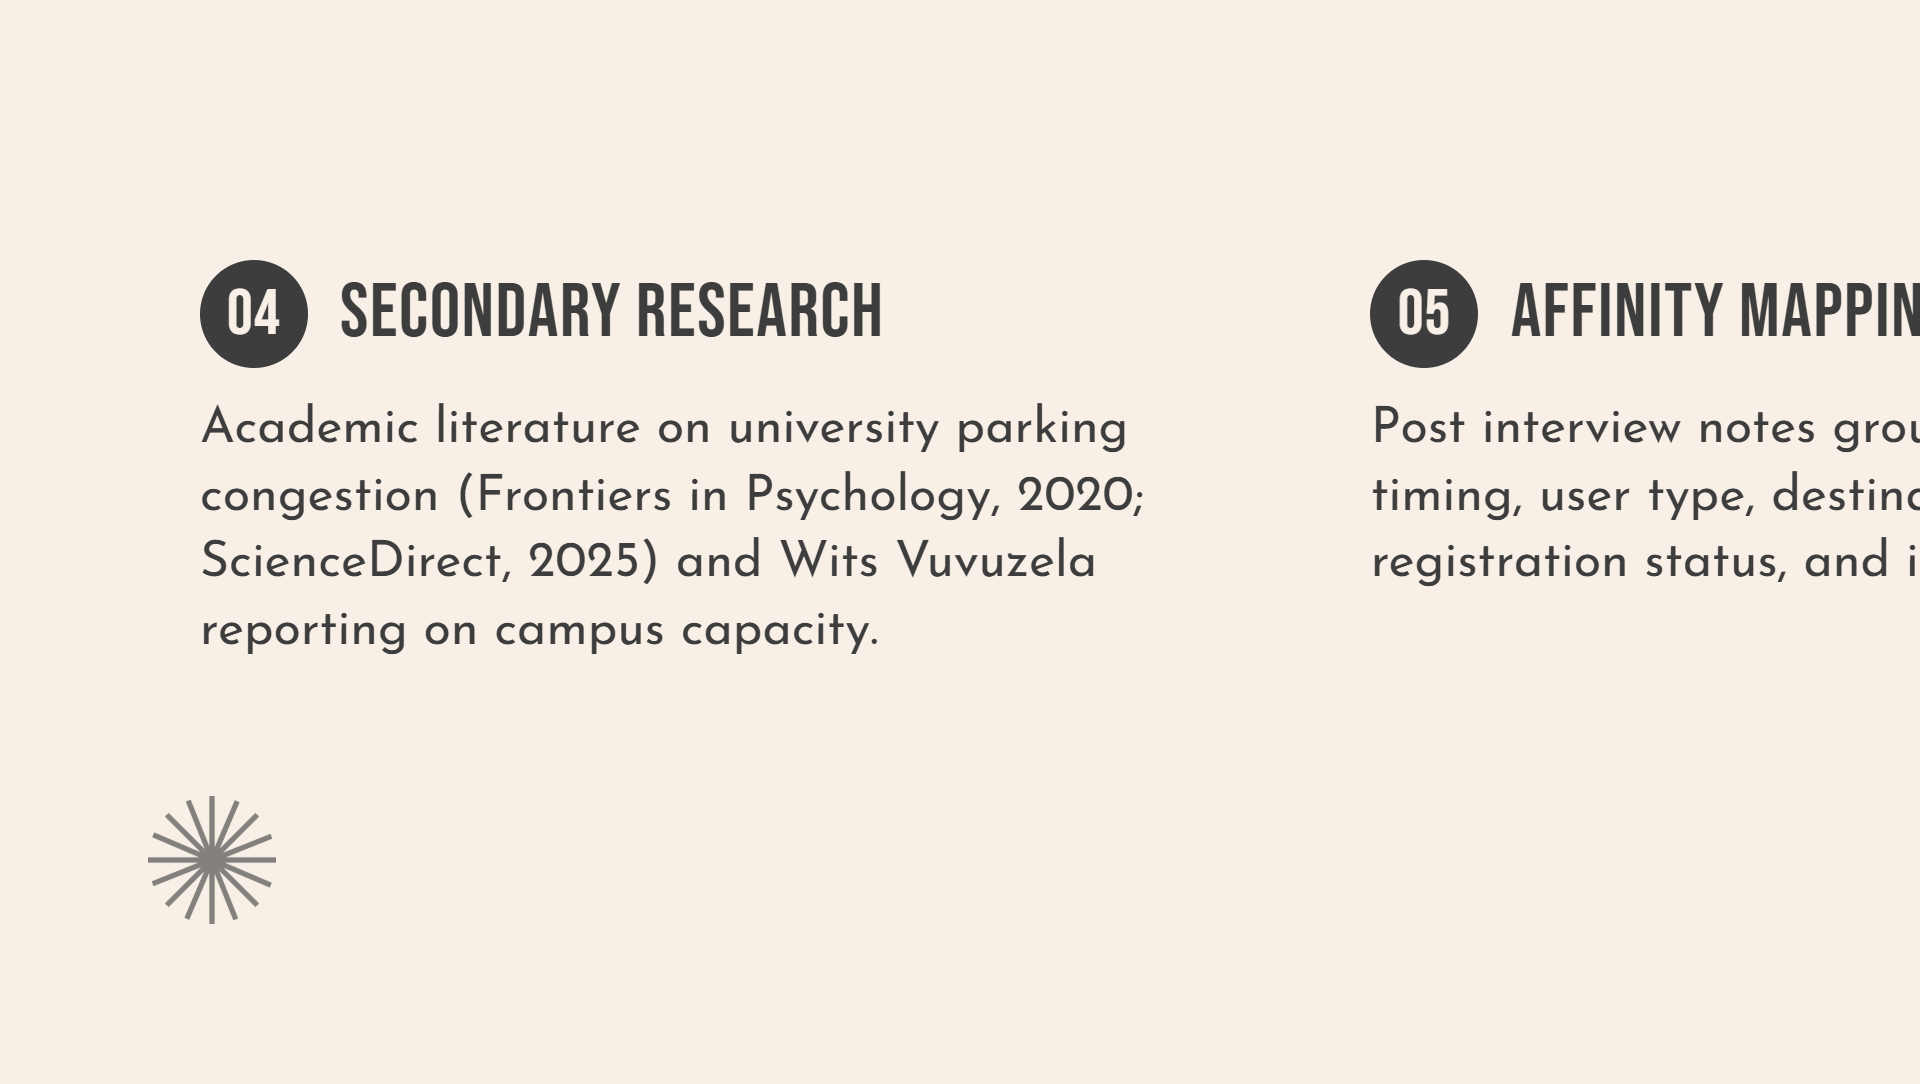 04 SECONDARY RESEARCH
Academic literature on university parking
congestion (Frontiers in Psychology, 2020;
ScienceDirect, 2025) and Wits Vuvuzela
reporting on campus capacity.
05 AFFINITY
Post interview notes
timing, user type,
registration status, and